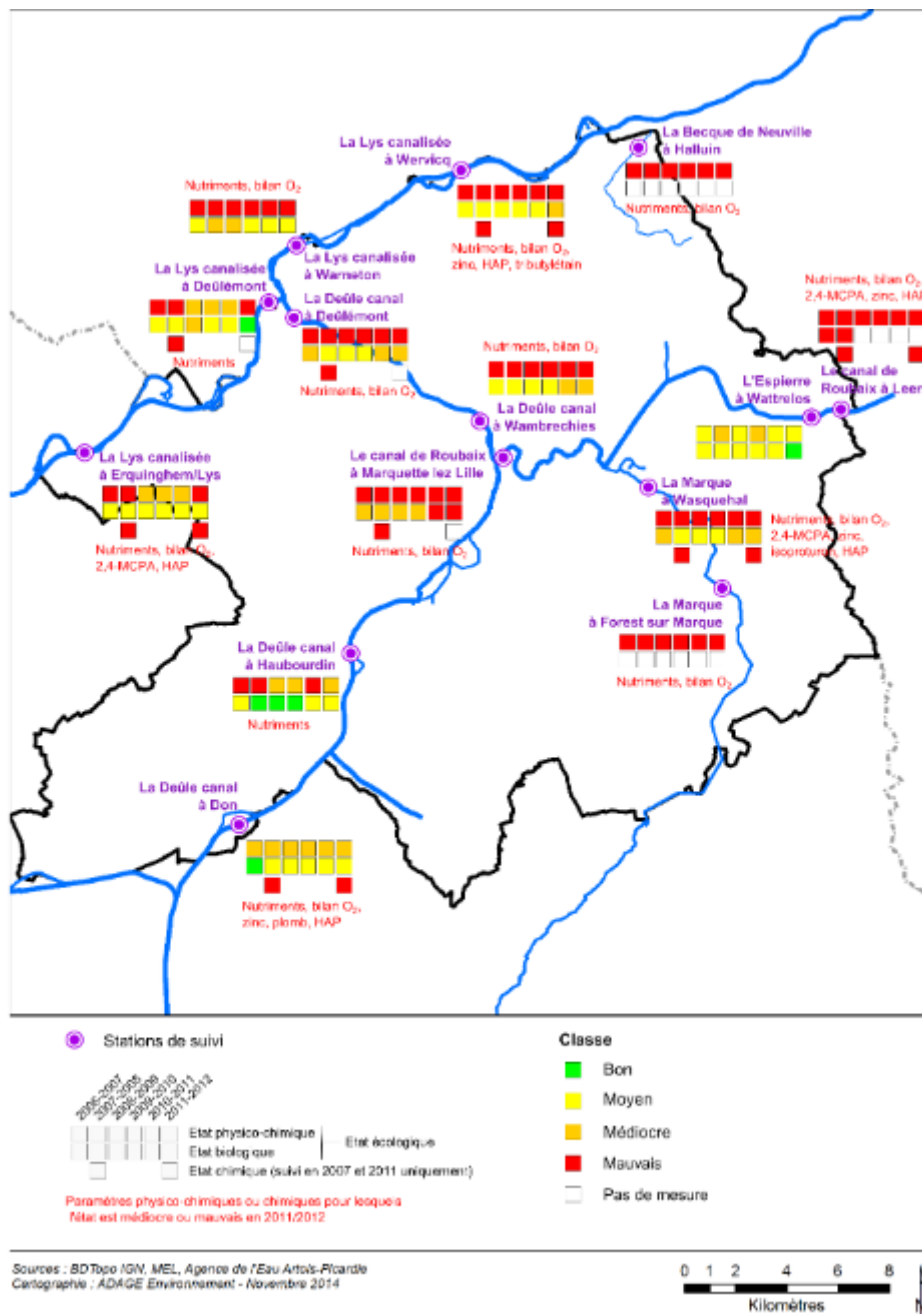 La Becque de Neuville
à Halluin
La Lys canalisée
à Wervicq
Nutriments, bilan O₂
Nutriments, bilan O₂
Nutriments, bilan O₂,
zinc, HAP, tributylétain
La Lys canalisée
à Warneton
La Lys canalisée
à Deûlémont
La Deûle canal
à Deûlémont
Nutriments, bilan O₂
2,4-MCPA, zinc, HA
Nutriments
Nutriments, bilan O₂
Nutriments, bilan O₂
L'Espierre
à Wattrelos
Le canal de
Roubaix à Leer
La Deûle canal
à Wambrechies
La Lys canalisée
à Erquinghem/Lys
Le canal de Roubaix
à Marquette lez Lille
La Marque
à Wasquehal
Nutriments, bilan O₂,
2,4-MCPA, HAP
Nutriments, bilan O₂
Nutriments, bilan O₂,
2,4-MCPA, zinc,
isoproturon, HAP
La Marque
à Forest sur Marque
Nutriments, bilan O₂
La Deûle canal
à Haubourdin
Nutriments
La Deûle canal
à Don
Nutriments, bilan O₂,
zinc, plomb, HAP
Stations de suivi
2006-2007
2007-2008
2008-2009
2009-2010
2010-2011
2011-2012
Etat physico-chimique
Etat biologique
Etat écologique
Etat chimique (suivi en 2007 et 2011 uniquement)
Paramètres physico-chimiques ou chimiques pour lesquels
l'état est médiocre ou mauvais en 2011/2012
Classe
Bon
Moyen
Médiocre
Mauvais
Pas de mesure
Sources : BDTopo IGN, MEL, Agence de l'Eau Artois-Picardie
Cartographie : ADAGE Environnement - Novembre 2014
0 1 2 4 6 8
Kilomètres